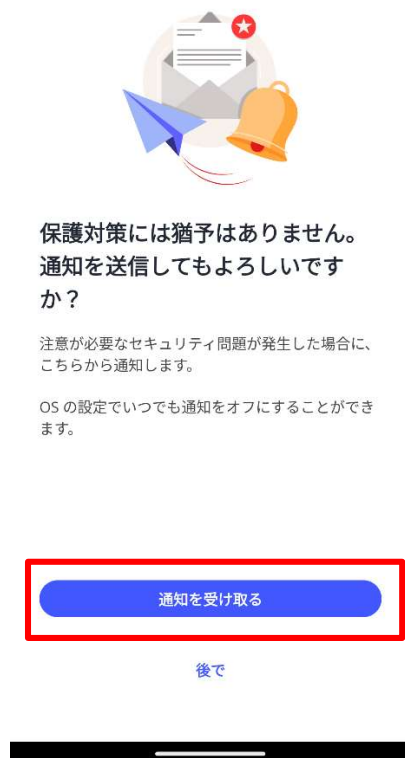 保護対策には猶予はありません。
通知を送信してもよろしいです
か？
注意が必要なセキュリティ問題が発生した場合に、
こちらから通知します。
OS の設定でいつでも通知をオフにすることができ
ます。
通知を受け取る
後で